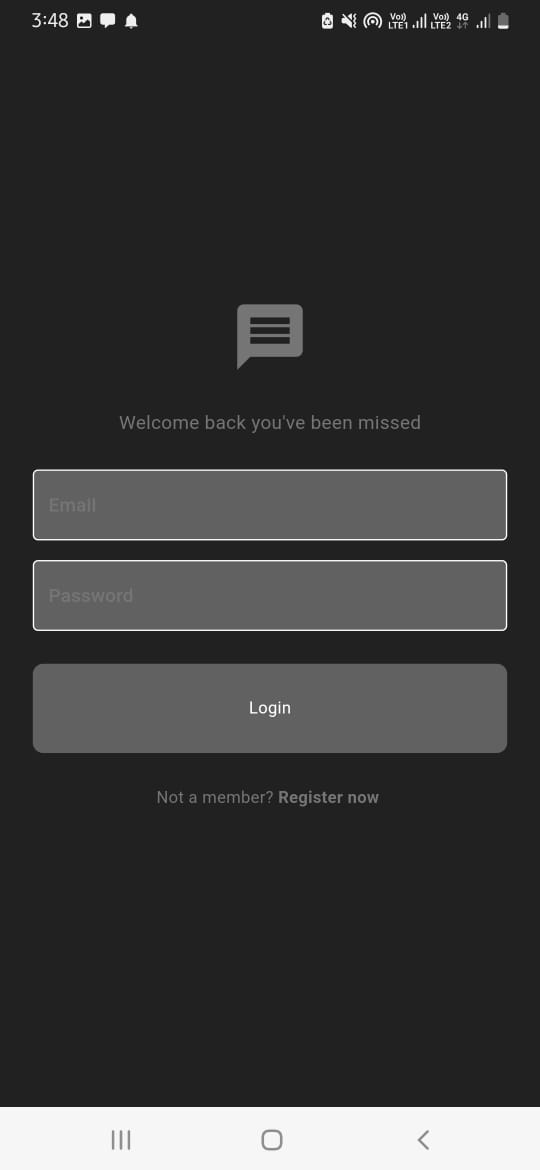 3:48 Vo)) LTE1 Vo)) LTE2 4G
Welcome back you've been missed
Email
Password
Login
Not a member? Register now